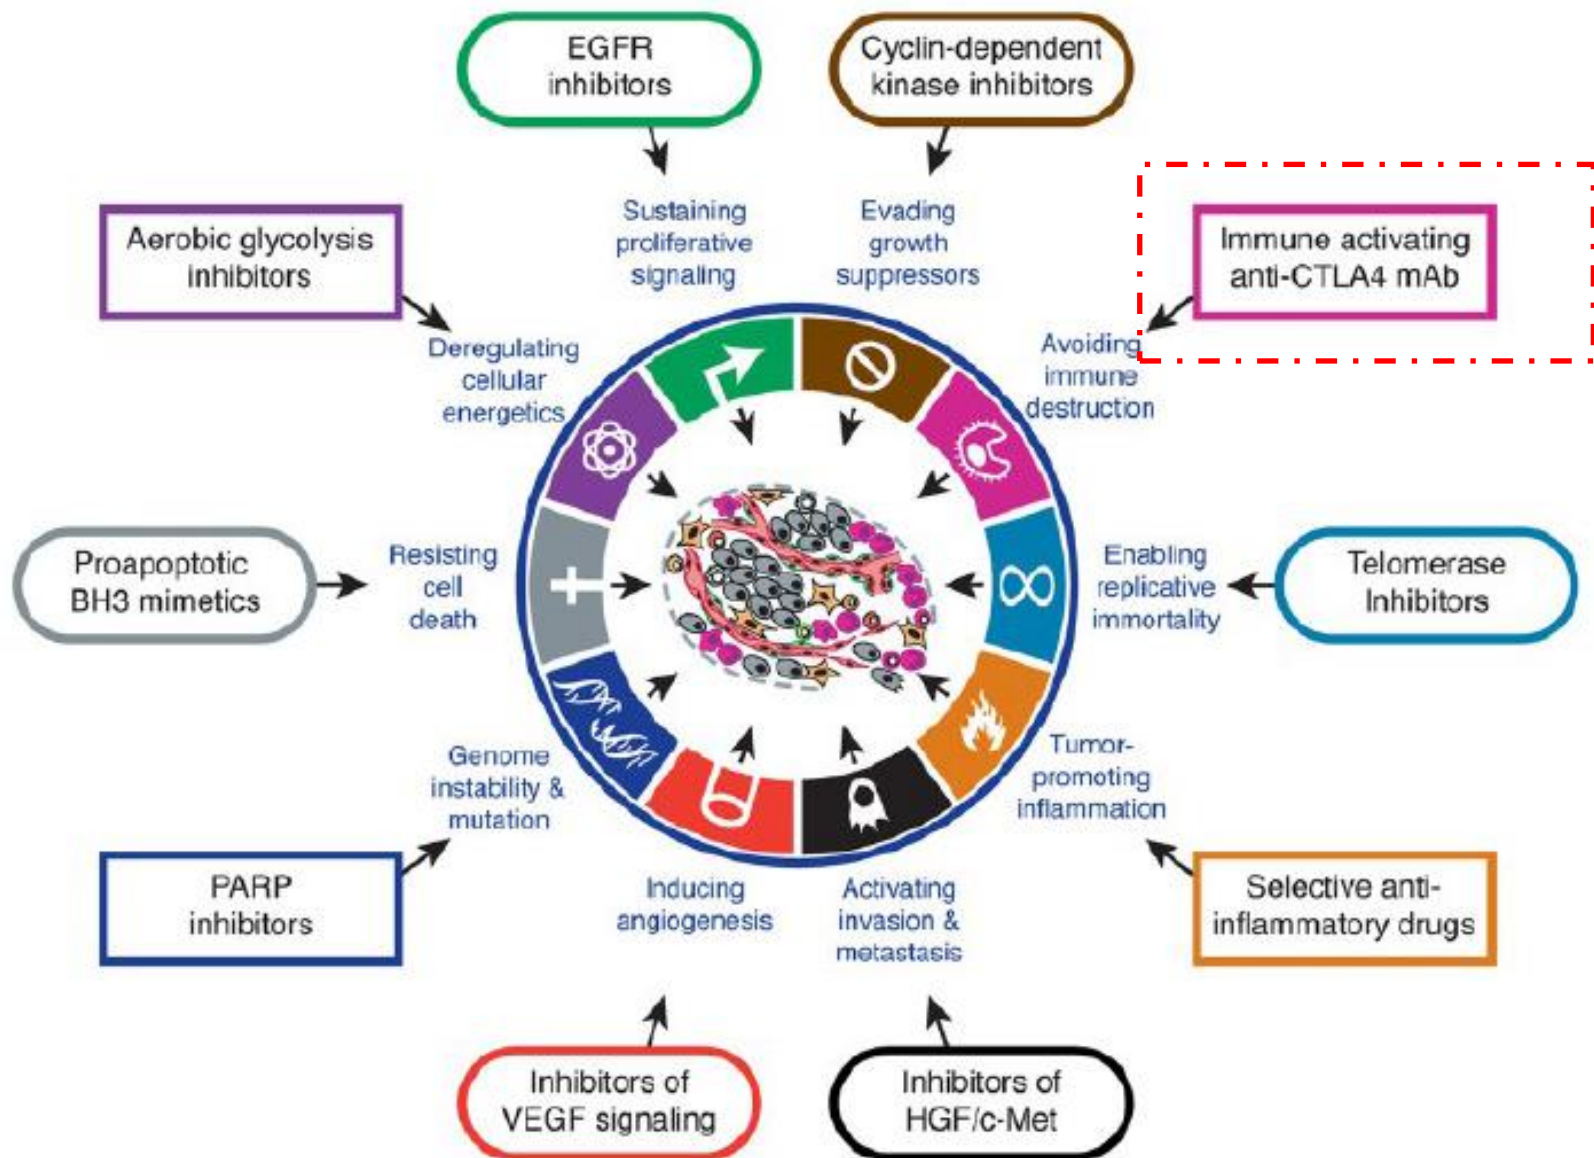 EGFR
inhibitors
Cyclin-dependent
kinase inhibitors
Sustaining
proliferative
signaling
Evading
growth
suppressors
Aerobic glycolysis
inhibitors
Immune activating
anti-CTLA4 mAb
Deregulating
cellular
energetics
Avoiding
immune
destruction
Proapoptotic
BH3 mimetics
Resisting
cell
death
Enabling
replicative
immortality
Telomerase
Inhibitors
Genome
instability &
mutation
Tumor-
promoting
inflammation
PARP
inhibitors
Inducing
angiogenesis
Activating
invasion &
metastasis
Selective anti-
inflammatory drugs
Inhibitors of
VEGF signaling
Inhibitors of
HGF/c-Met